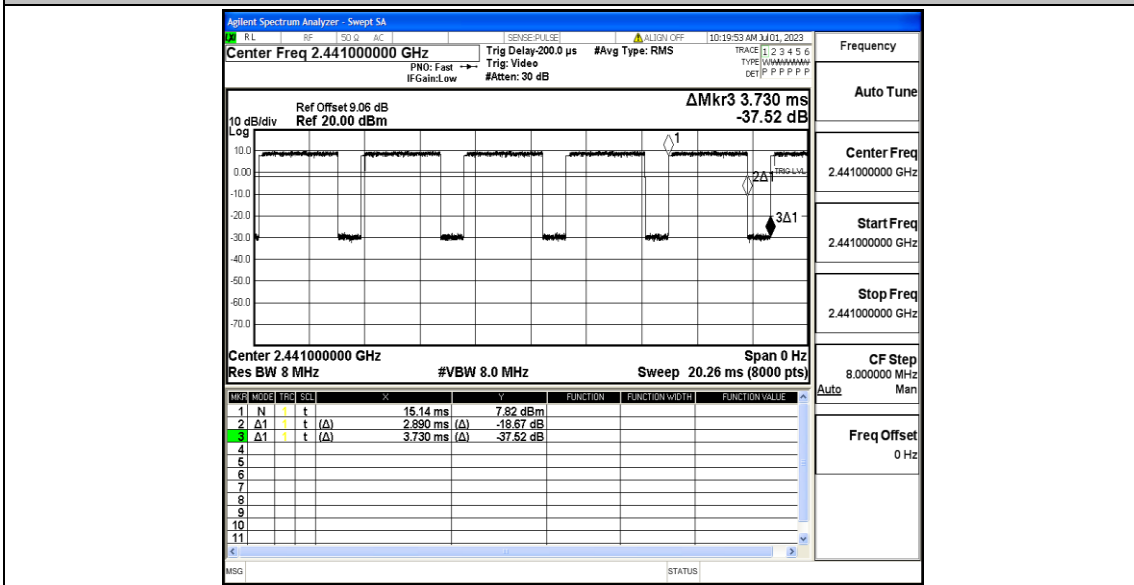 Agilent Spectrum Analyzer - Swept SA
LXI RL RF 50 Ω AC SENSE:PULSE ALIGN OFF 10:19:53 AM Jul 01, 2023
Center Freq 2.441000000 GHz
PNO: Fast
IFGain:Low
Trig Delay-200.0 µs
Trig: Video
#Atten: 30 dB
#Avg Type: RMS
TRACE 1 2 3 4 5 6
TYPE
DET P P P P P P
ΔMkr3 3.730 ms
-37.52 dB
Ref Offset 9.06 dB
10 dB/div Ref 20.00 dBm
Log
10.0
0.00
-10.0
-20.0
-30.0
-40.0
-50.0
-60.0
-70.0
1
TRIG LVL
2Δ1
3Δ1
Center 2.441000000 GHz Span 0 Hz
Res BW 8 MHz #VBW 8.0 MHz Sweep 20.26 ms (8000 pts)
MKR MODE TRC SCL X Y FUNCTION FUNCTION WIDTH FUNCTION VALUE
1 N 1 t 15.14 ms 7.82 dBm
2 Δ1 1 t (Δ) 2.890 ms (Δ) -18.67 dB
3 Δ1 1 t (Δ) 3.730 ms (Δ) -37.52 dB
4
5
6
7
8
9
10
11
MSG STATUS
Frequency
Auto Tune
Center Freq
2.441000000 GHz
Start Freq
2.441000000 GHz
Stop Freq
2.441000000 GHz
CF Step
8.000000 MHz
Auto Man
Freq Offset
0 Hz